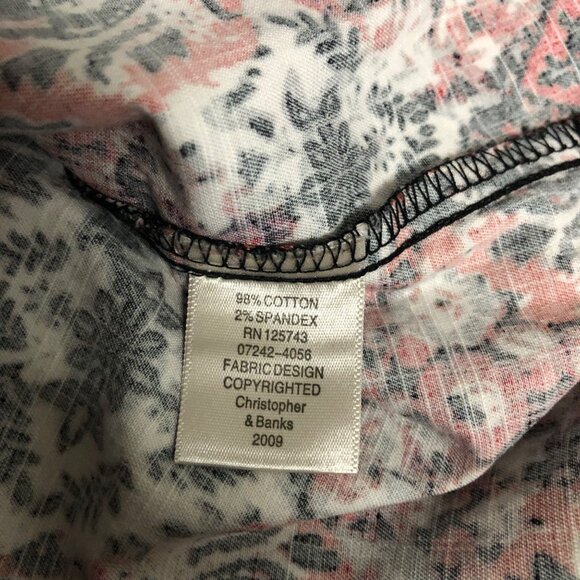 98% COTTON
2% SPANDEX
RN 125743
07242-4056
FABRIC DESIGN
COPYRIGHTED
Christopher
& Banks
2009